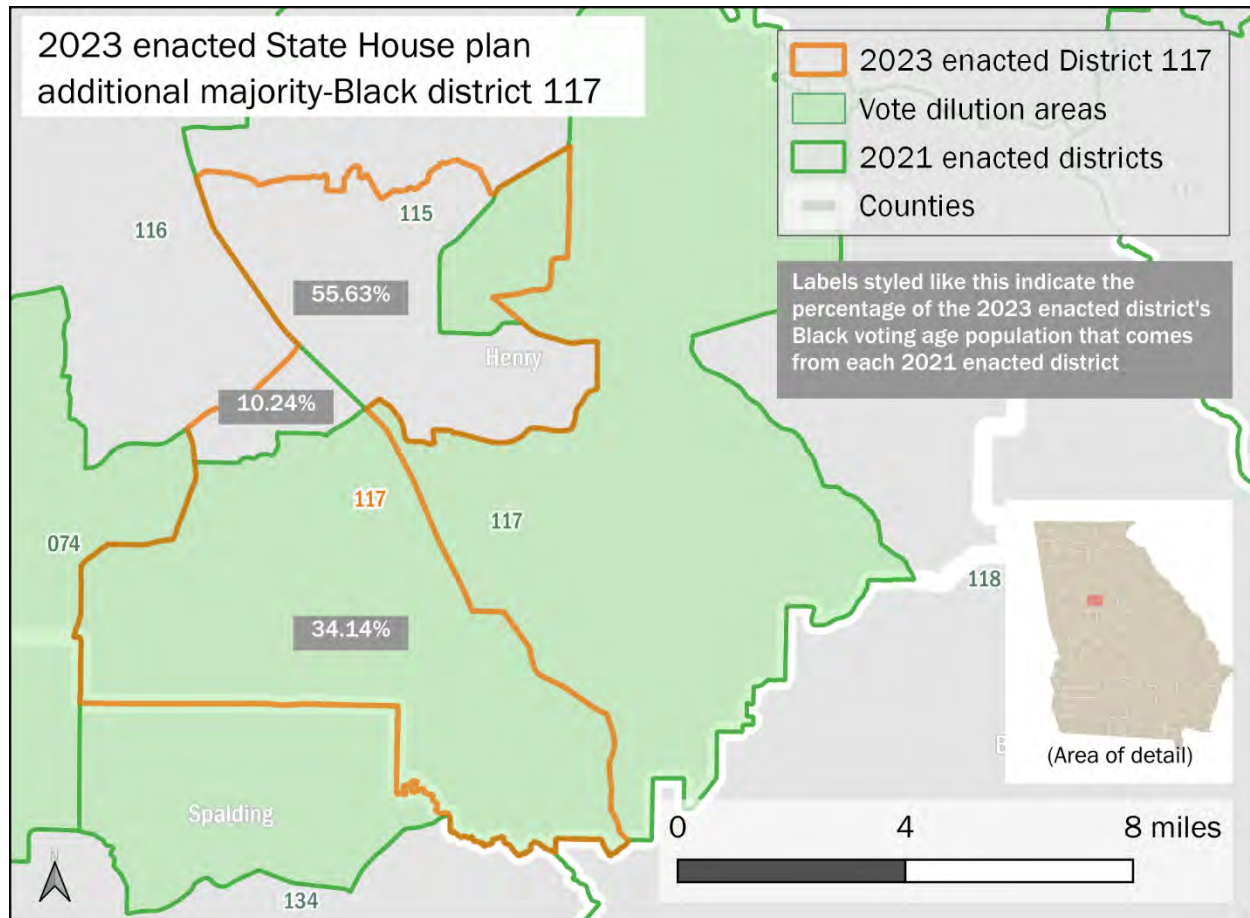 2023 enacted State House plan
additional majority-Black district 117
2023 enacted District 117
Vote dilution areas
2021 enacted districts
Counties
Labels styled like this indicate the
percentage of the 2023 enacted district's
Black voting age population that comes
from each 2021 enacted district
116
115
55.63%
Henry
10.24%
117
117
074
118
34.14%
(Area of detail)
Spalding
134
N
0 4 8 miles